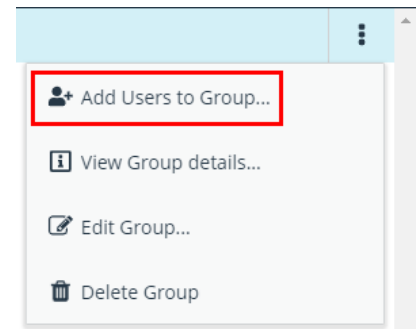 Add Users to Group...
View Group details...
Edit Group...
Delete Group